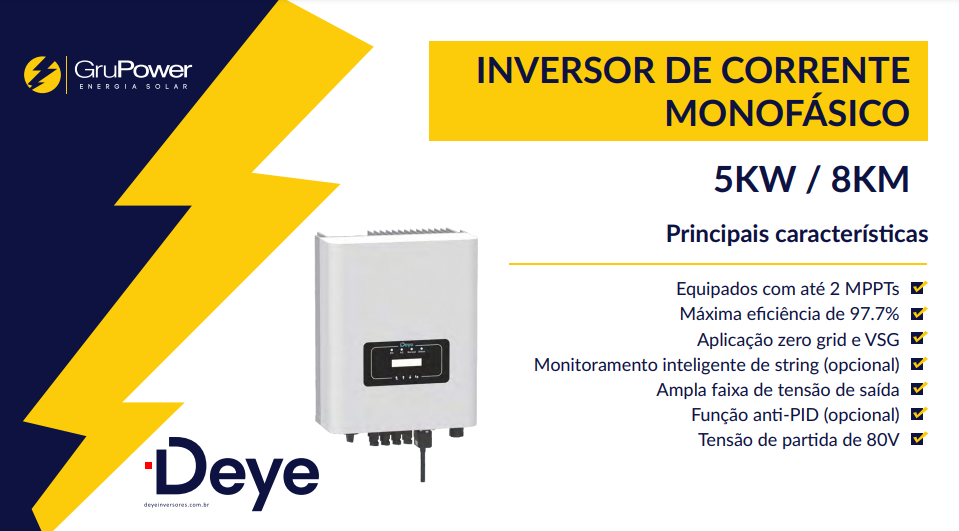 GruPower
ENERGIA SOLAR
INVERSOR DE CORRENTE
MONOFÁSICO
5KW / 8KM
Principais características
Equipados com até 2 MPPTs
Máxima eficiência de 97.7%
Aplicação zero grid e VSG
Monitoramento inteligente de string (opcional)
Ampla faixa de tensão de saída
Função anti-PID (opcional)
Tensão de partida de 80V
Deye
Deye
deyeinversores.com.br